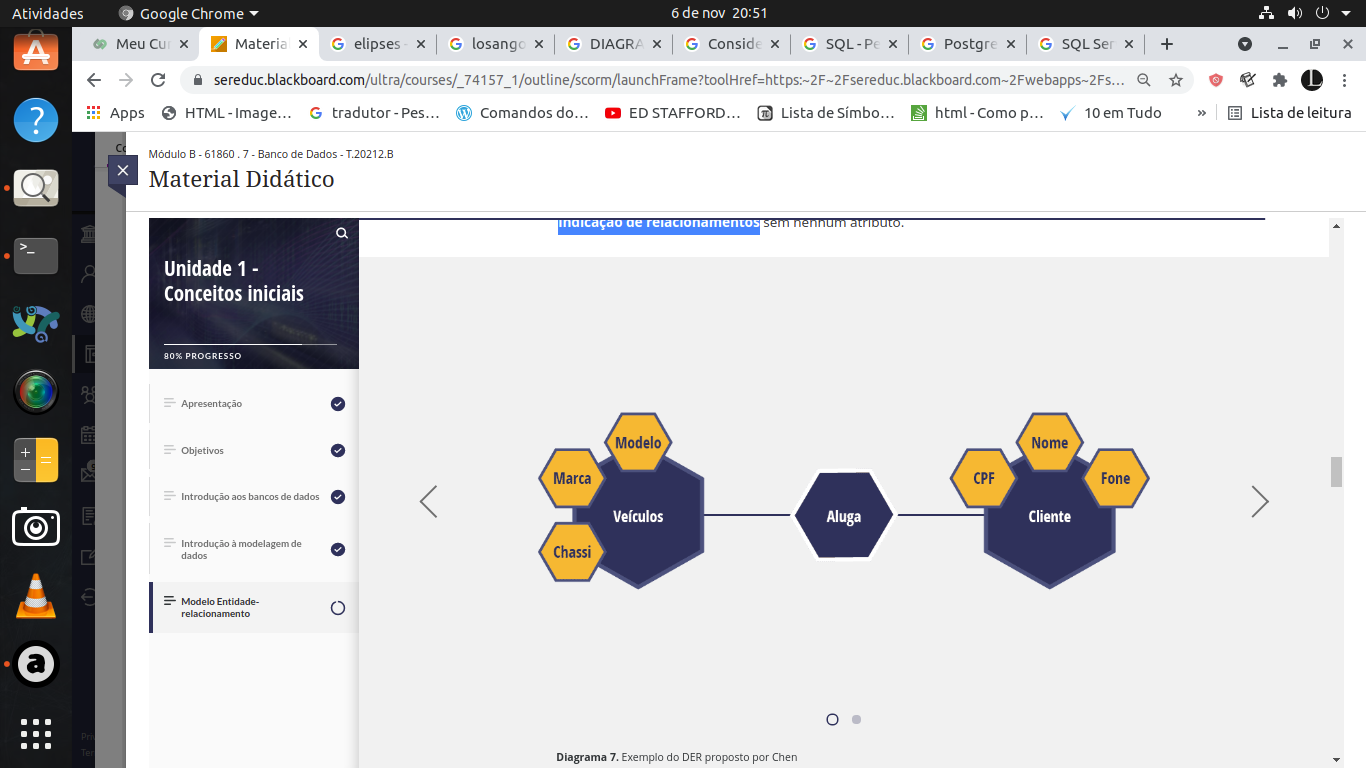 Atividades
Google Chrome
6 de nov 20:51
Meu Cur
Material
elipses -
losango
DIAGRA
Conside
SQL - Pe
Postgre
SQL Ser
sereduc.blackboard.com/ultra/courses/_74157_1/outline/scorm/launchFrame?toolHref=https:~2F~2Fsereduc.blackboard.com~2Fwebapps~2Fs...
Apps
HTML - Image...
tradutor - Pes...
Comandos do...
ED STAFFORD...
Lista de Símbo...
html - Como p...
10 em Tudo
»
Lista de leitura
Co
Módulo B - 61860 . 7 - Banco de Dados - T.20212.B
Material Didático
indicação de relacionamentos sem nenhum atributo.
Unidade 1 -
Conceitos iniciais
80% PROGRESSO
Apresentação
Objetivos
Introdução aos bancos de dados
Introdução à modelagem de
dados
Modelo Entidade-
relacionamento
Modelo
Marca
Veículos
Chassi
Aluga
Nome
CPF
Fone
Cliente
Diagrama 7. Exemplo do DER proposto por Chen
Priv
Ter